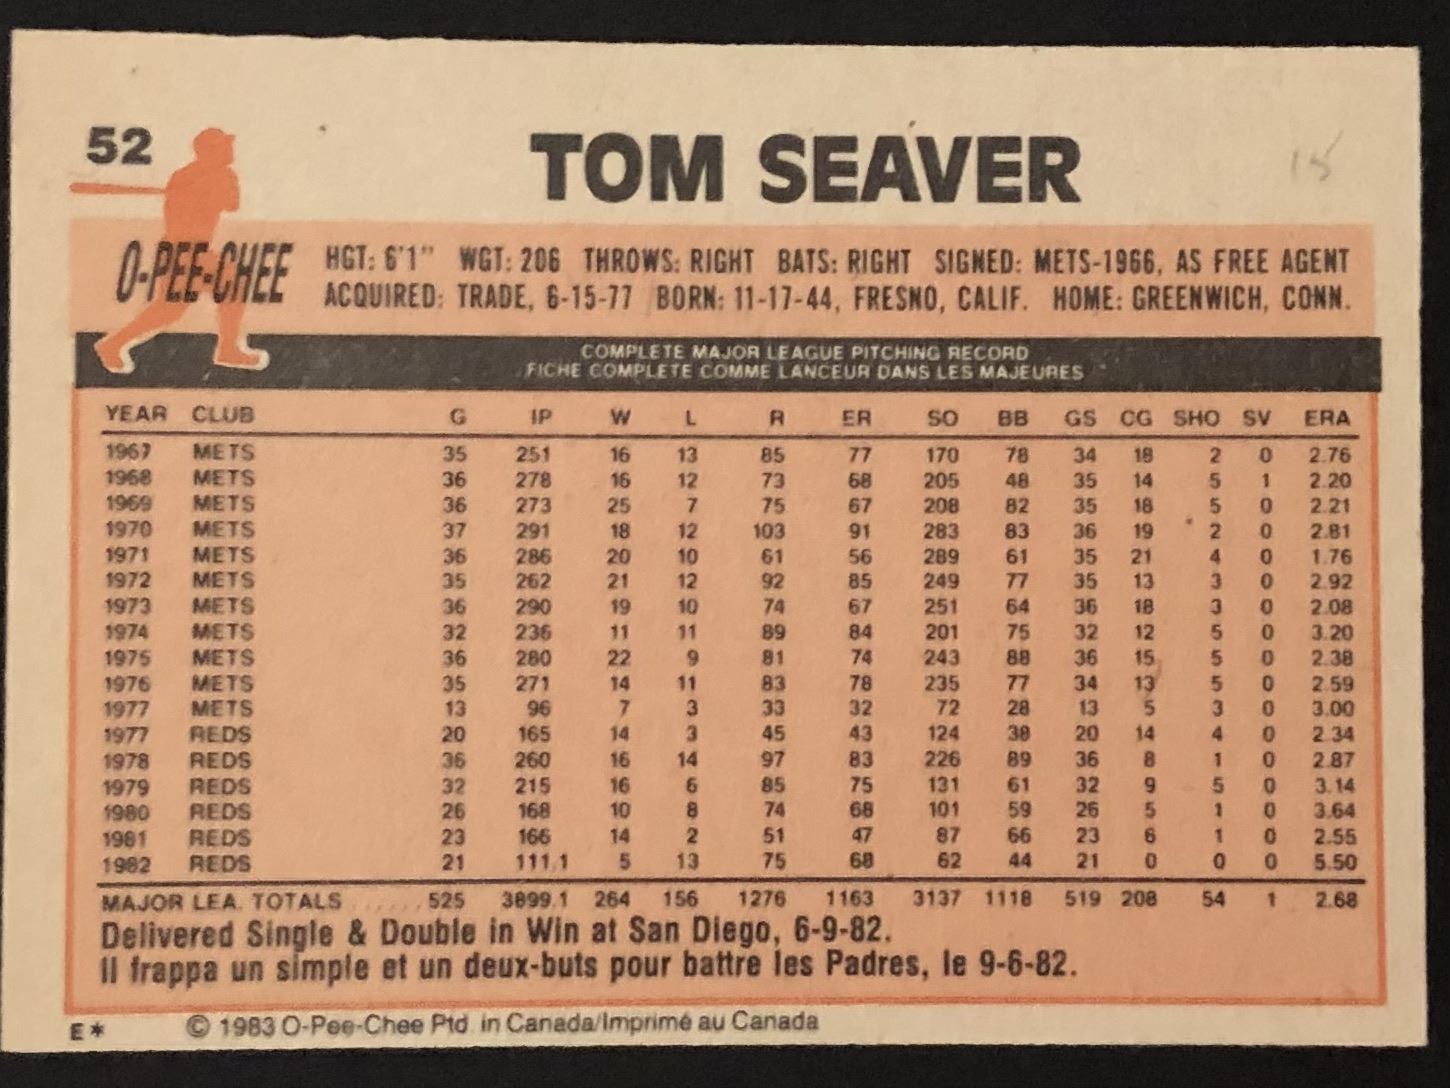 52
TOM SEAVER
15
O-PEE-CHEE
HGT: 6'1" WGT: 206 THROWS: RIGHT BATS: RIGHT SIGNED: METS-1966, AS FREE AGENT
ACQUIRED: TRADE, 6-15-77 BORN: 11-17-44, FRESNO, CALIF. HOME: GREENWICH, CONN.
COMPLETE MAJOR LEAGUE PITCHING RECORD
FICHE COMPLETE COMME LANCEUR DANS LES MAJEURES
YEAR CLUB G IP W L R ER SO BB GS CG SHO SV ERA
1967 METS 35 251 16 13 85 77 170 78 34 18 2 0 2.76
1968 METS 36 278 16 12 73 68 205 48 35 14 5 1 2.20
1969 METS 36 273 25 7 75 67 208 82 35 18 5 0 2.21
1970 METS 37 291 18 12 103 91 283 83 36 19 2 0 2.81
1971 METS 36 286 20 10 61 56 289 61 35 21 4 0 1.76
1972 METS 35 262 21 12 92 85 249 77 35 13 3 0 2.92
1973 METS 36 290 19 10 74 67 251 64 36 18 3 0 2.08
1974 METS 32 236 11 11 89 84 201 75 32 12 5 0 3.20
1975 METS 36 280 22 9 81 74 243 88 36 15 5 0 2.38
1976 METS 35 271 14 11 83 78 235 77 34 13 5 0 2.59
1977 METS 13 96 7 3 33 32 72 28 13 5 3 0 3.00
1977 REDS 20 165 14 3 45 43 124 38 20 14 4 0 2.34
1978 REDS 36 260 16 14 97 83 226 89 36 8 1 0 2.87
1979 REDS 32 215 16 6 85 75 131 61 32 9 5 0 3.14
1980 REDS 26 168 10 8 74 68 101 59 26 5 1 0 3.64
1981 REDS 23 166 14 2 51 47 87 66 23 6 1 0 2.55
1982 REDS 21 111.1 5 13 75 68 62 44 21 0 0 0 5.50
MAJOR LEA. TOTALS ...... 525 3899.1 264 156 1276 1163 3137 1118 519 208 54 1 2.68
Delivered Single & Double in Win at San Diego, 6-9-82.
Il frappa un simple et un deux-buts pour battre les Padres, le 9-6-82.
E* © 1983 O-Pee-Chee Ptd. in Canada/Imprimé au Canada